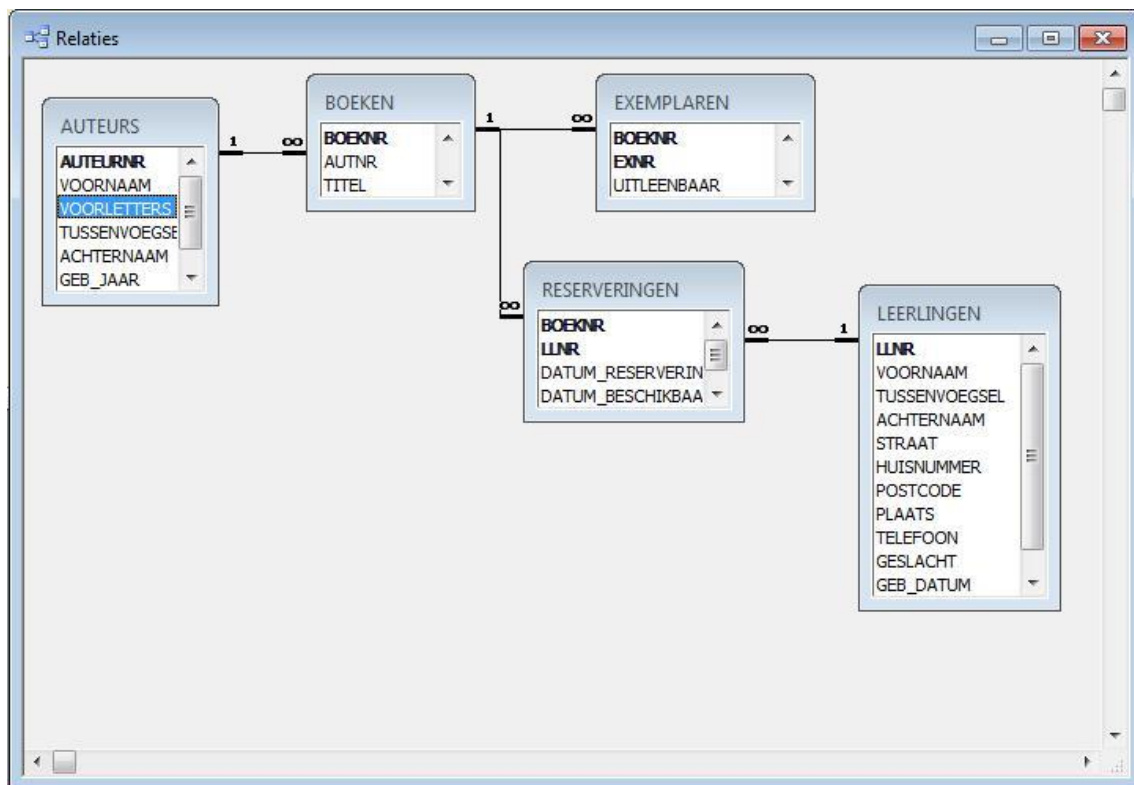 Relaties
AUTEURS
AUTEURNR
VOORNAAM
VOORLETTERS
TUSSENVOEGSE
ACHTERNAAM
GEB_JAAR
1
∞
BOEKEN
BOEKNR
AUTNR
TITEL
1
∞
EXEMPLAREN
BOEKNR
EXNR
UITLEENBAAR
∞
RESERVERINGEN
BOEKNR
LLNR
DATUM_RESERVERIN
DATUM_BESCHIKBAA
∞
1
LEERLINGEN
LLNR
VOORNAAM
TUSSENVOEGSEL
ACHTERNAAM
STRAAT
HUISNUMMER
POSTCODE
PLAATS
TELEFOON
GESLACHT
GEB_DATUM